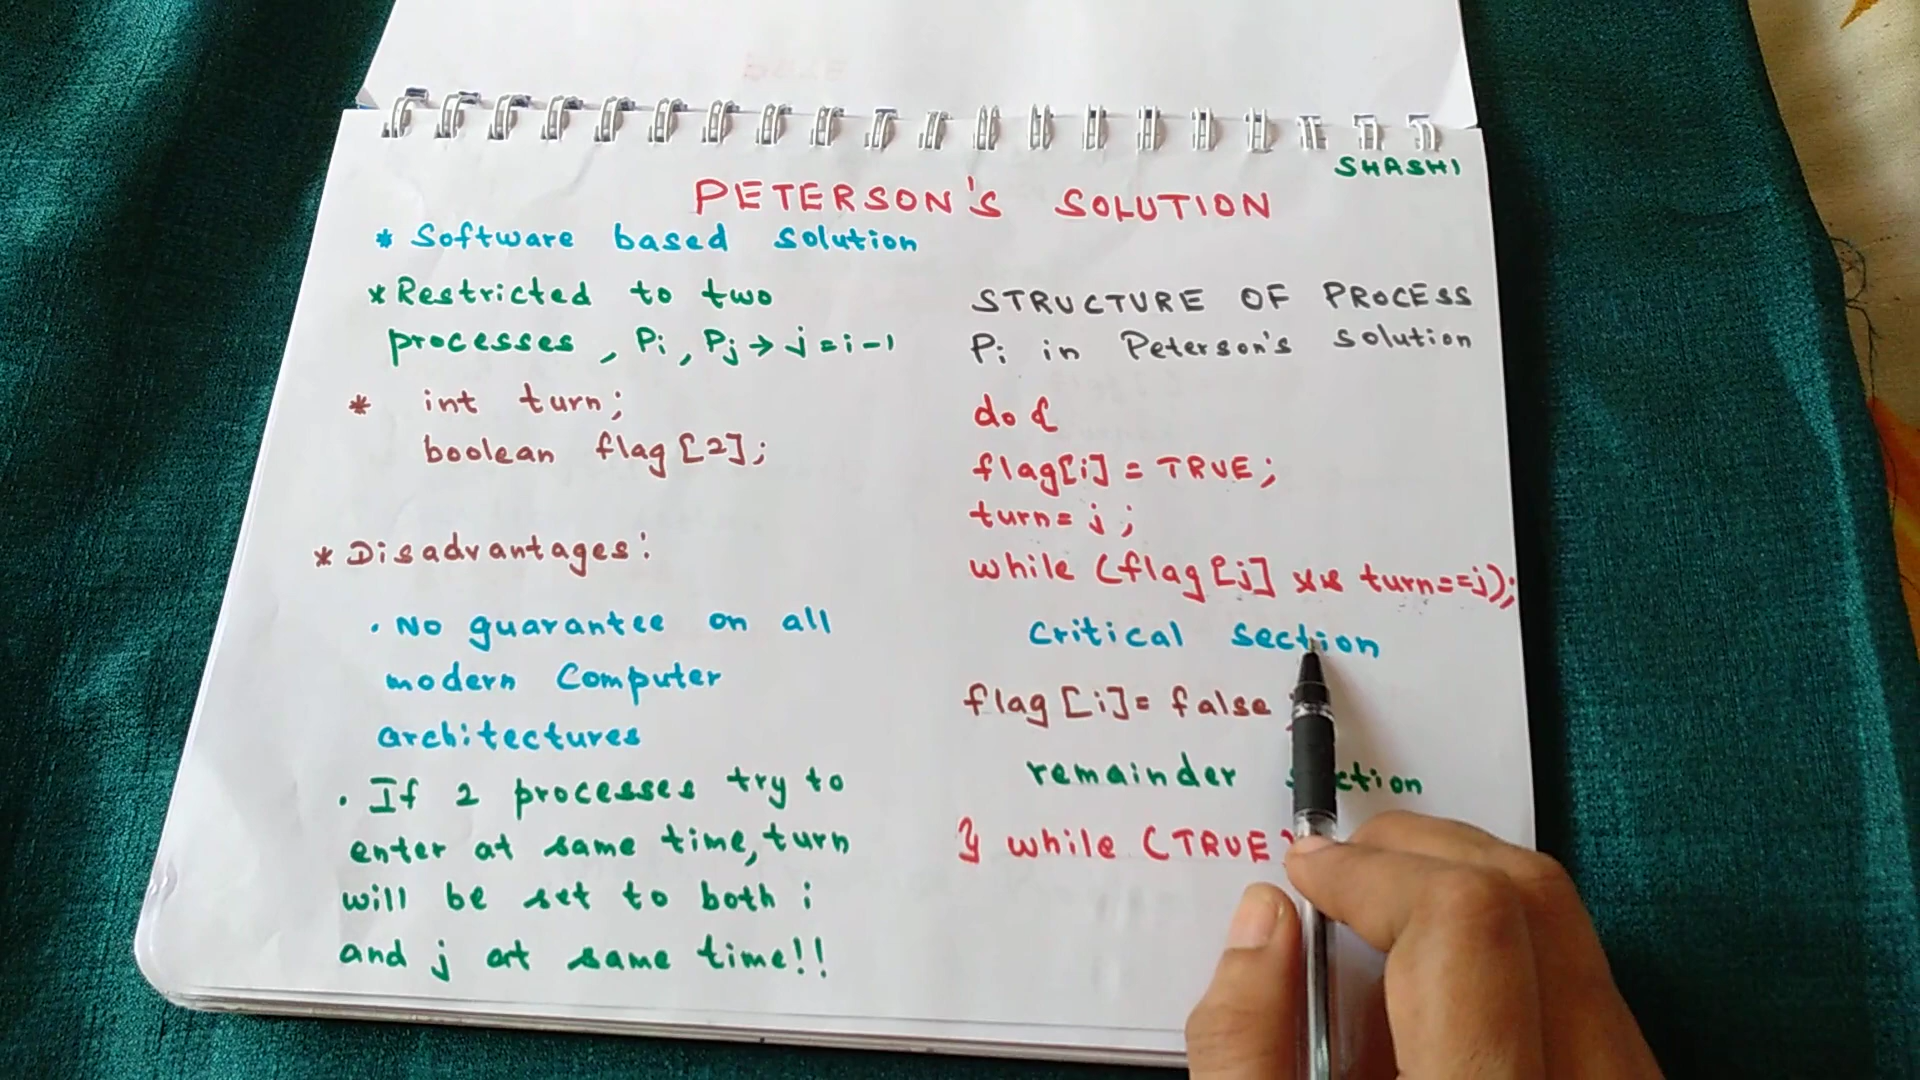 SHASHI
PETERSON'S SOLUTION
* Software based solution
* Restricted to two
processes, Pi, Pj → j = i - 1
* int turn;
boolean flag [2];
* Disadvantages:
. No guarantee on all
modern Computer
architectures
. If 2 processes try to
enter at same time, turn
will be set to both i
and j at same time!!
STRUCTURE OF PROCESS
Pi in Peterson's solution
do {
flag[i] = TRUE;
turn = j ;
while (flag [j] && turn==j);
Critical section
flag [i] = false
remainder
} while (TRUE)